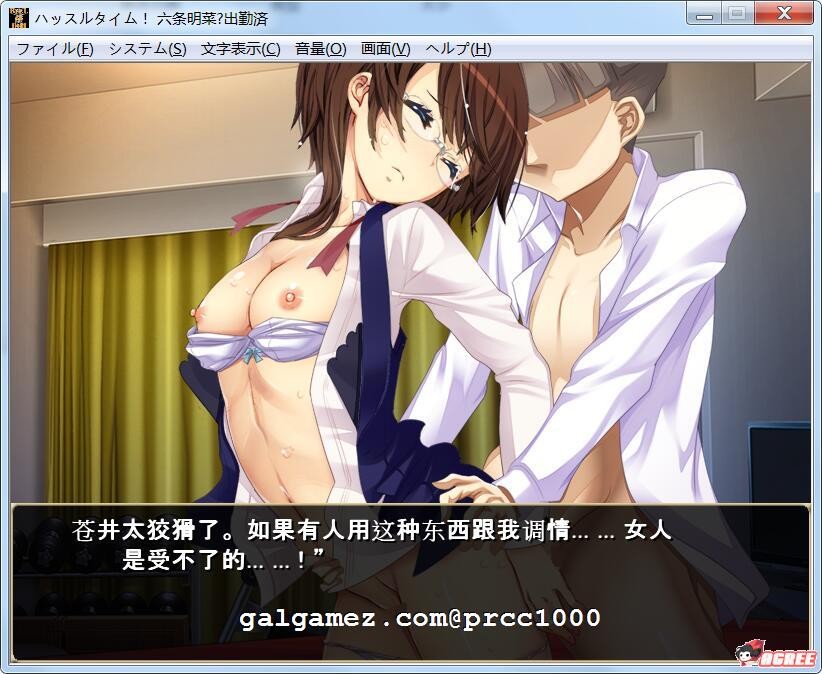 ハッスルタイム! 六条明菜?出勤済
ファイル(F) システム(S) 文字表示(C) 音量(O) 画面(V) ヘルプ(H)
苍井太狡猾了。如果有人用这种东西跟我调情……女人
是受不了的……!”
galgamez.com@prcc1000
AGREE